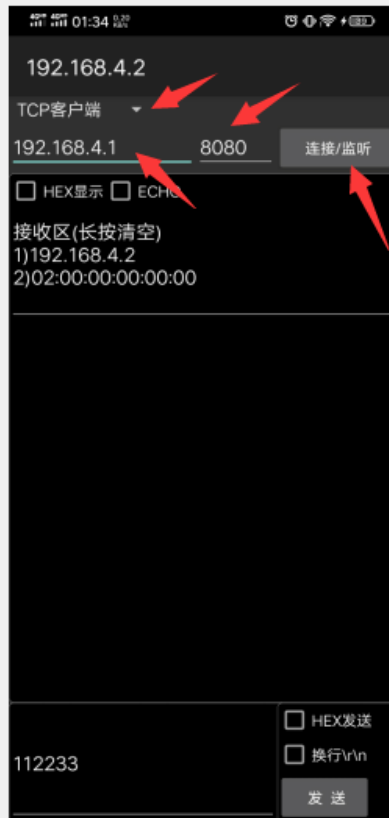 01:34
192.168.4.2
TCP客户端
192.168.4.1 8080 连接/监听
HEX显示 ECHO
接收区(长按清空)
1)192.168.4.2
2)02:00:00:00:00:00
HEX发送
换行\r\n
112233
发 送